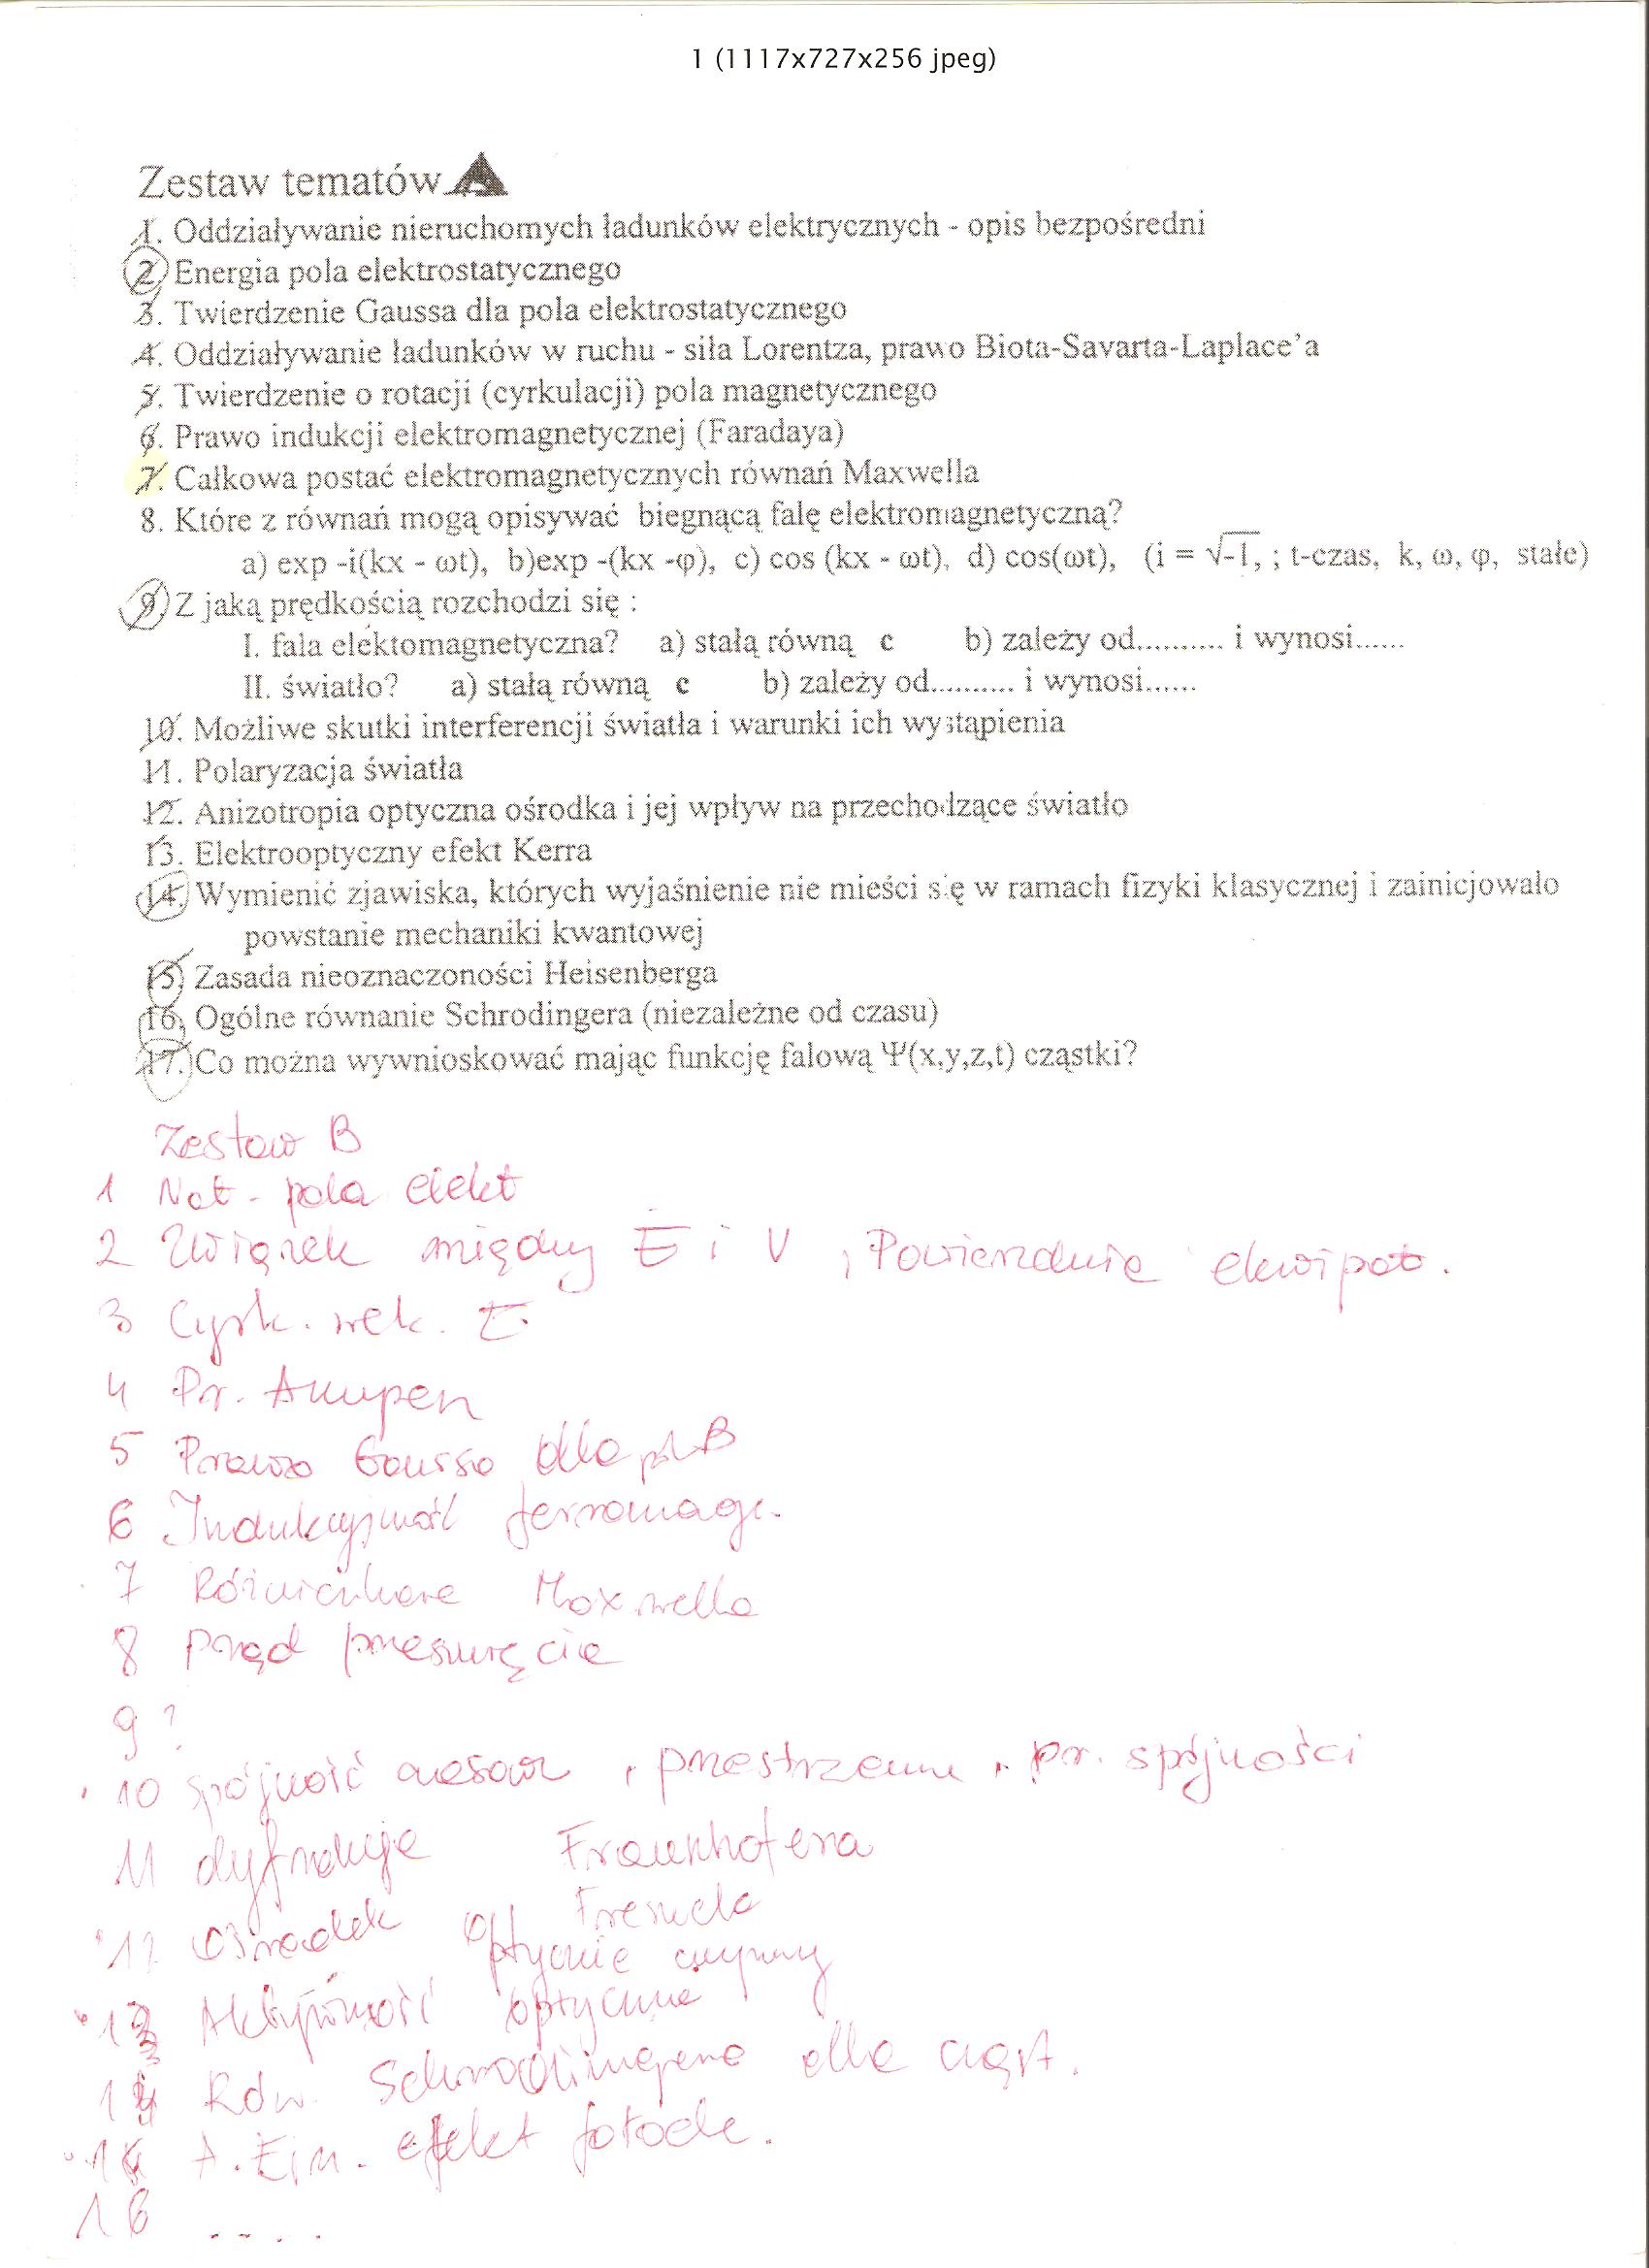 1 (1117x727x256 jpeg)
Zestaw tematów A
1. Oddziaływanie nieruchomych ładunków elektrycznych - opis bezpośredni
2. Energia pola elektrostatycznego
3. Twierdzenie Gaussa dla pola elektrostatycznego
4. Oddziaływanie ładunków w ruchu - siła Lorentza, prawo Biota-Savarta-Laplace'a
5. Twierdzenie o rotacji (cyrkulacji) pola magnetycznego
6. Prawo indukcji elektromagnetycznej (Faradaya)
7. Całkowa postać elektromagnetycznych równań Maxwella
8. Które z równań mogą opisywać biegnącą falę elektromagnetyczną?
a) exp -i(kx - ωt), b)exp -(kx -φ), c) cos (kx - ωt), d) cos(ωt), (i = √-1, ; t-czas, k, ω, φ, stałe)
9. Z jaką prędkością rozchodzi się :
I. fala elektomagnetyczna? a) stałą równą c b) zależy od.......... i wynosi......
II. światło? a) stałą równą c b) zależy od.......... i wynosi......
10. Możliwe skutki interferencji światła i warunki ich wystąpienia
11. Polaryzacja światła
12. Anizotropia optyczna ośrodka i jej wpływ na przechodzące światło
13. Elektrooptyczny efekt Kerra
14. Wymienić zjawiska, których wyjaśnienie nie mieści się w ramach fizyki klasycznej i zainicjowało
powstanie mechaniki kwantowej
15. Zasada nieoznaczoności Heisenberga
16. Ogólne równanie Schrodingera (niezależne od czasu)
17. Co można wywnioskować mając funkcję falową Ψ(x,y,z,t) cząstki?
Zestaw B
1 Nat. pola elekt
2 Związek między E i V , Powierzchnie ekwipot.
3 Cyrk. wek. E.
4 Pr. Amper
5 Prawo Gaussa dla pol B
6 Indukcyjność ferromag.
7 Różniczkowe Maxwella
8 Prąd przesunięcia
9 ?
10 spójność czasowa , przestrzenna , pr. spójności
11 dyfrakcja Fraunhofera
Fresnela
12 Ośrodek optycznie czynny
13 Aktywność optyczna
14 Rów. Schrodingera dla cząst.
A. Ein. efekt fotoele.
16 ....